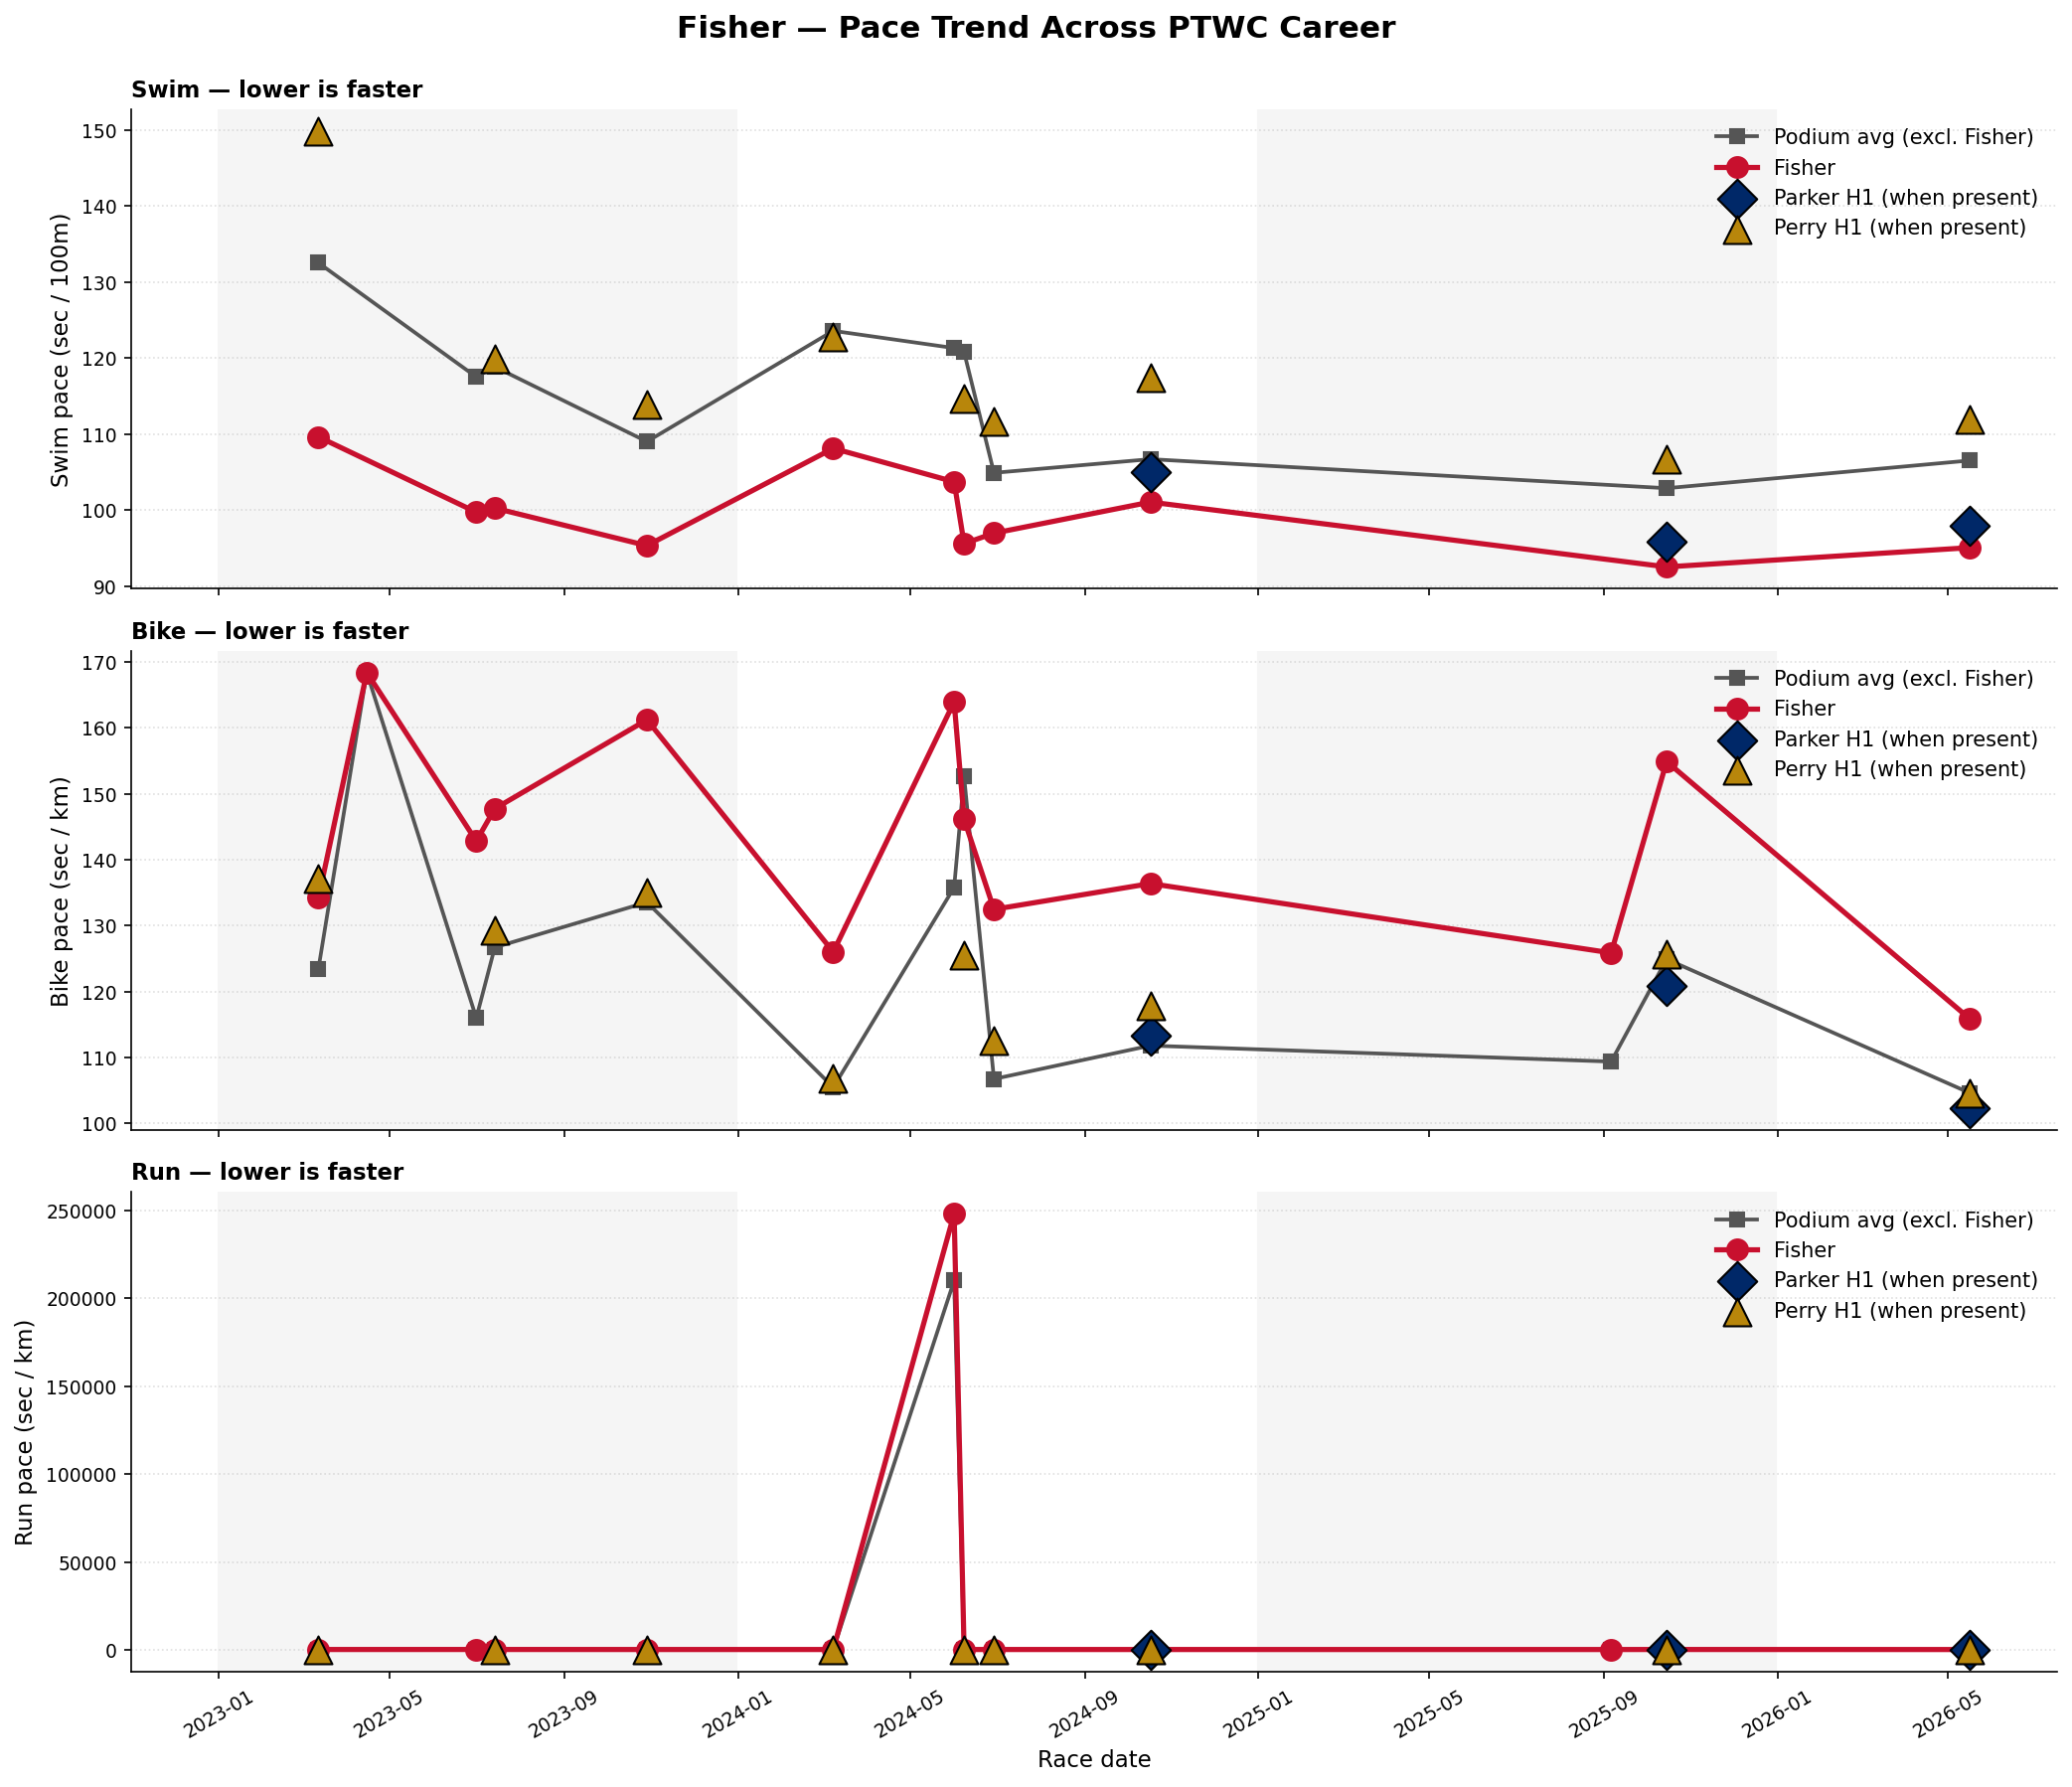 Fisher — Pace Trend Across PTWC Career
Swim — lower is faster
Swim pace (sec / 100m)
150
140
130
120
110
100
90
Podium avg (excl. Fisher)
Fisher
Parker H1 (when present)
Perry H1 (when present)
Bike — lower is faster
Bike pace (sec / km)
170
160
150
140
130
120
110
100
Podium avg (excl. Fisher)
Fisher
Parker H1 (when present)
Perry H1 (when present)
Run — lower is faster
Run pace (sec / km)
250000
200000
150000
100000
50000
0
Podium avg (excl. Fisher)
Fisher
Parker H1 (when present)
Perry H1 (when present)
2023-01
2023-05
2023-09
2024-01
2024-05
2024-09
2025-01
2025-05
2025-09
2026-01
2026-05
Race date